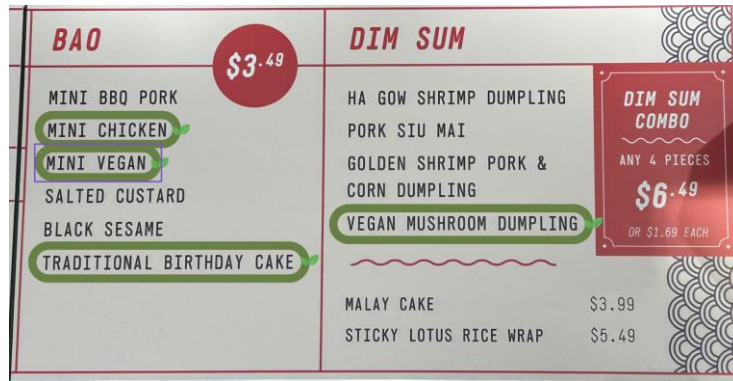 BAO
$3.49
MINI BBQ PORK
MINI CHICKEN
MINI VEGAN
SALTED CUSTARD
BLACK SESAME
TRADITIONAL BIRTHDAY CAKE
DIM SUM
HA GOW SHRIMP DUMPLING
PORK SIU MAI
GOLDEN SHRIMP PORK &
CORN DUMPLING
VEGAN MUSHROOM DUMPLING
DIM SUM
COMBO
ANY 4 PIECES
$6.49
OR $1.69 EACH
MALAY CAKE $3.99
STICKY LOTUS RICE WRAP $5.49